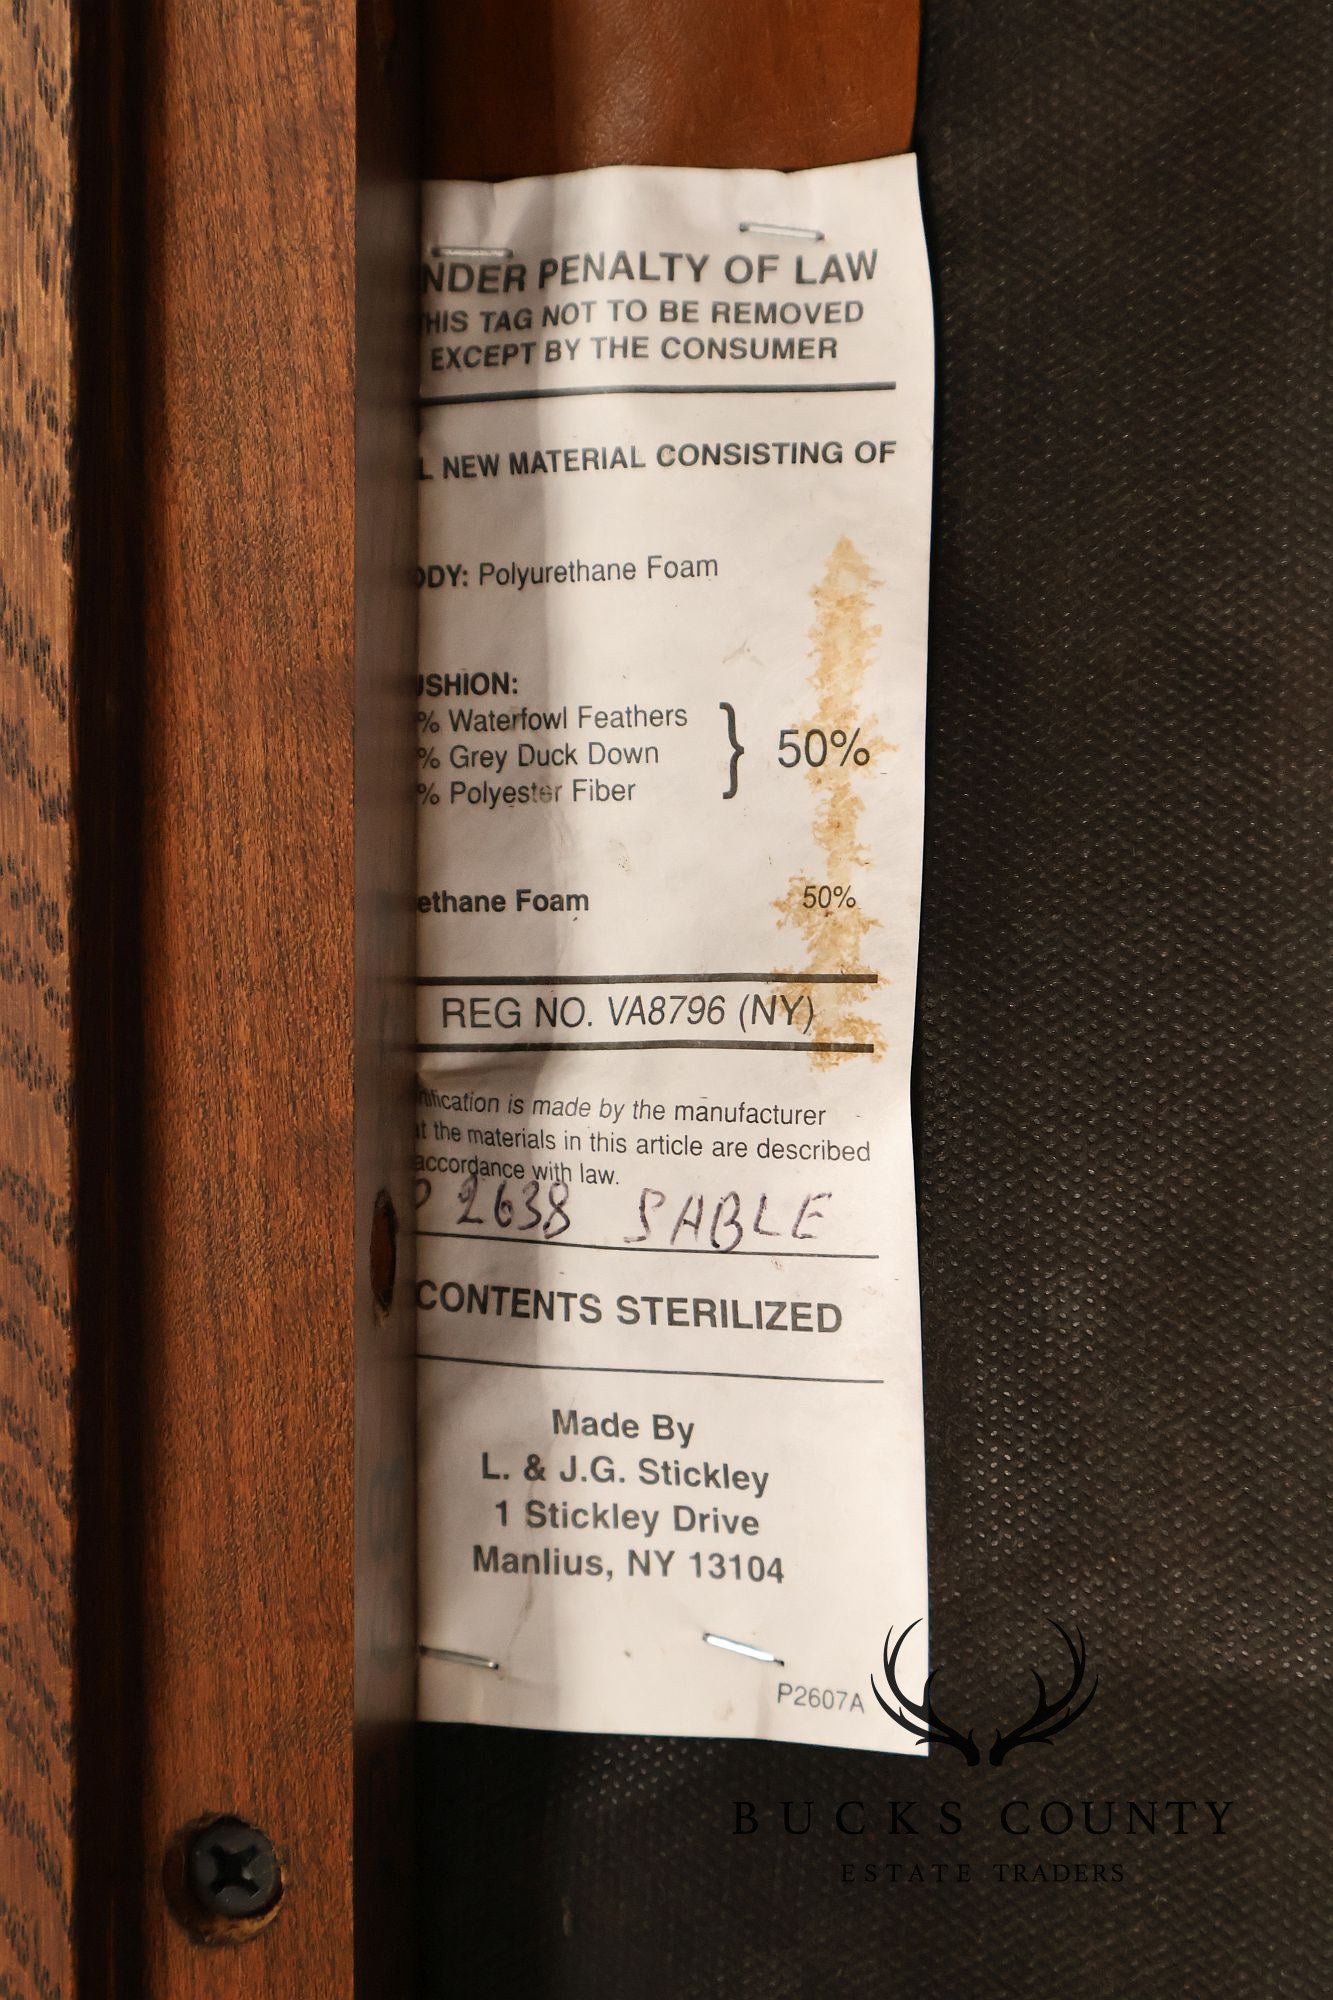 NDER PENALTY OF LAW
HIS TAG NOT TO BE REMOVED
EXCEPT BY THE CONSUMER
L NEW MATERIAL CONSISTING OF
ODY: Polyurethane Foam
USHION:
% Waterfowl Feathers
% Grey Duck Down } 50%
% Polyester Fiber
ethane Foam 50%
REG NO. VA8796 (NY)
ification is made by the manufacturer
at the materials in this article are described
accordance with law.
2638 SABLE
CONTENTS STERILIZED
Made By
L. & J.G. Stickley
1 Stickley Drive
Manlius, NY 13104
P2607A
BUCKS COUNTY
ESTATE TRADERS